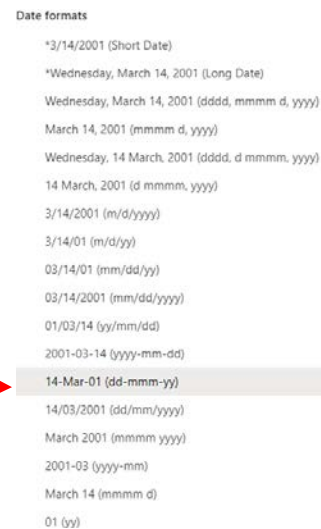 Date formats
*3/14/2001 (Short Date)
*Wednesday, March 14, 2001 (Long Date)
Wednesday, March 14, 2001 (dddd, mmmm d, yyyy)
March 14, 2001 (mmmm d, yyyy)
Wednesday, 14 March, 2001 (dddd, d mmmm, yyyy)
14 March, 2001 (d mmmm, yyyy)
3/14/2001 (m/d/yyyy)
3/14/01 (m/d/yy)
03/14/01 (mm/dd/yy)
03/14/2001 (mm/dd/yyyy)
01/03/14 (yy/mm/dd)
2001-03-14 (yyyy-mm-dd)
14-Mar-01 (dd-mmm-yy)
14/03/2001 (dd/mm/yyyy)
March 2001 (mmmm yyyy)
2001-03 (yyyy-mm)
March 14 (mmmm d)
01 (yy)